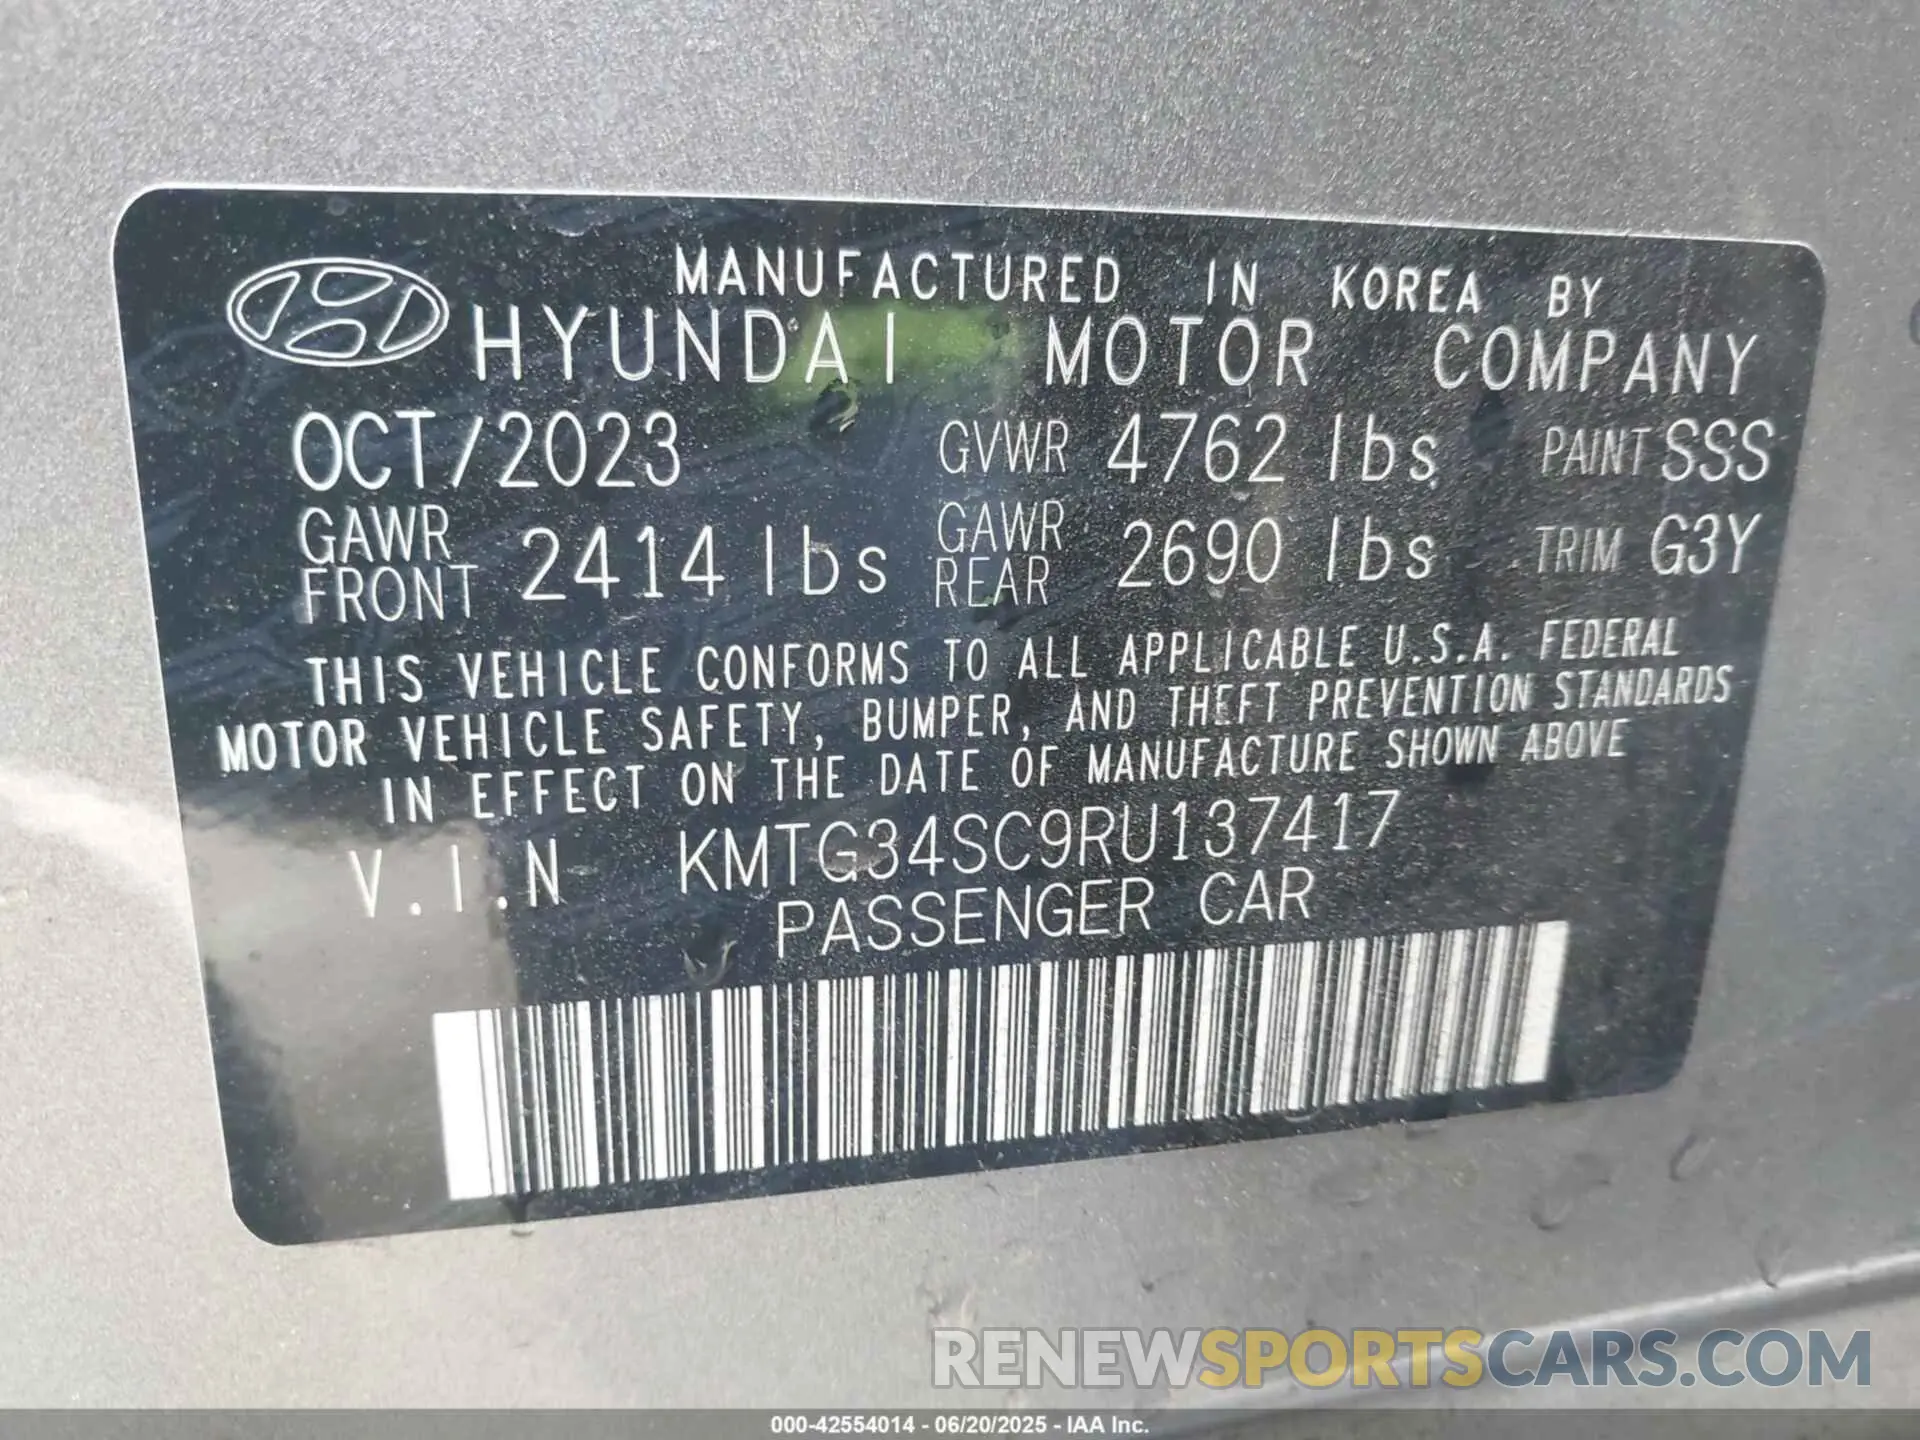 MANUFACTURED IN KOREA BY
HYUNDAI MOTOR COMPANY
OCT/2023 GVWR 4762 lbs PAINT SSS
GAWR FRONT 2414 lbs GAWR REAR 2690 lbs TRIM G3Y
THIS VEHICLE CONFORMS TO ALL APPLICABLE U.S.A. FEDERAL
MOTOR VEHICLE SAFETY, BUMPER, AND THEFT PREVENTION STANDARDS
IN EFFECT ON THE DATE OF MANUFACTURE SHOWN ABOVE
V.I.N KMTG34SC9RU137417
PASSENGER CAR
RENEWSPORTSCARS.COM
000-42554014 - 06/20/2025 - IAA Inc.